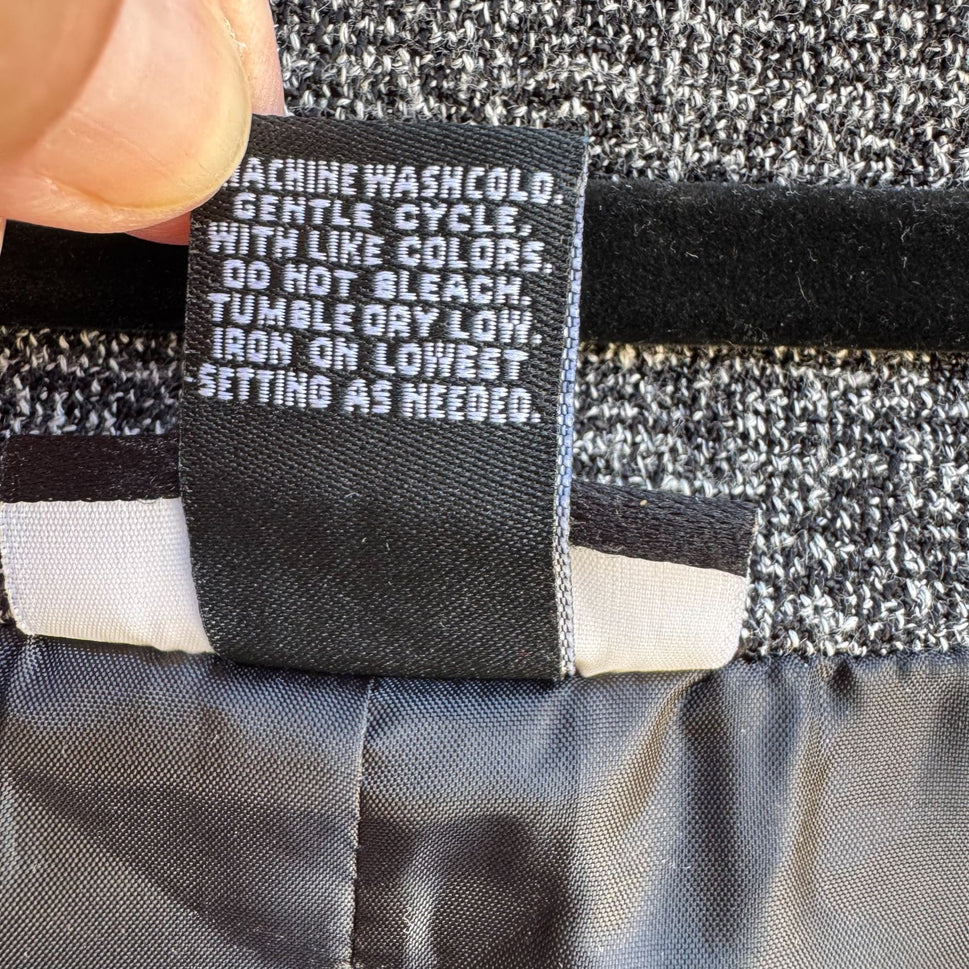 MACHINE WASH COLD.
GENTLE CYCLE,
WITH LIKE COLORS.
DO NOT BLEACH.
TUMBLE DRY LOW.
IRON ON LOWEST
SETTING AS NEEDED.